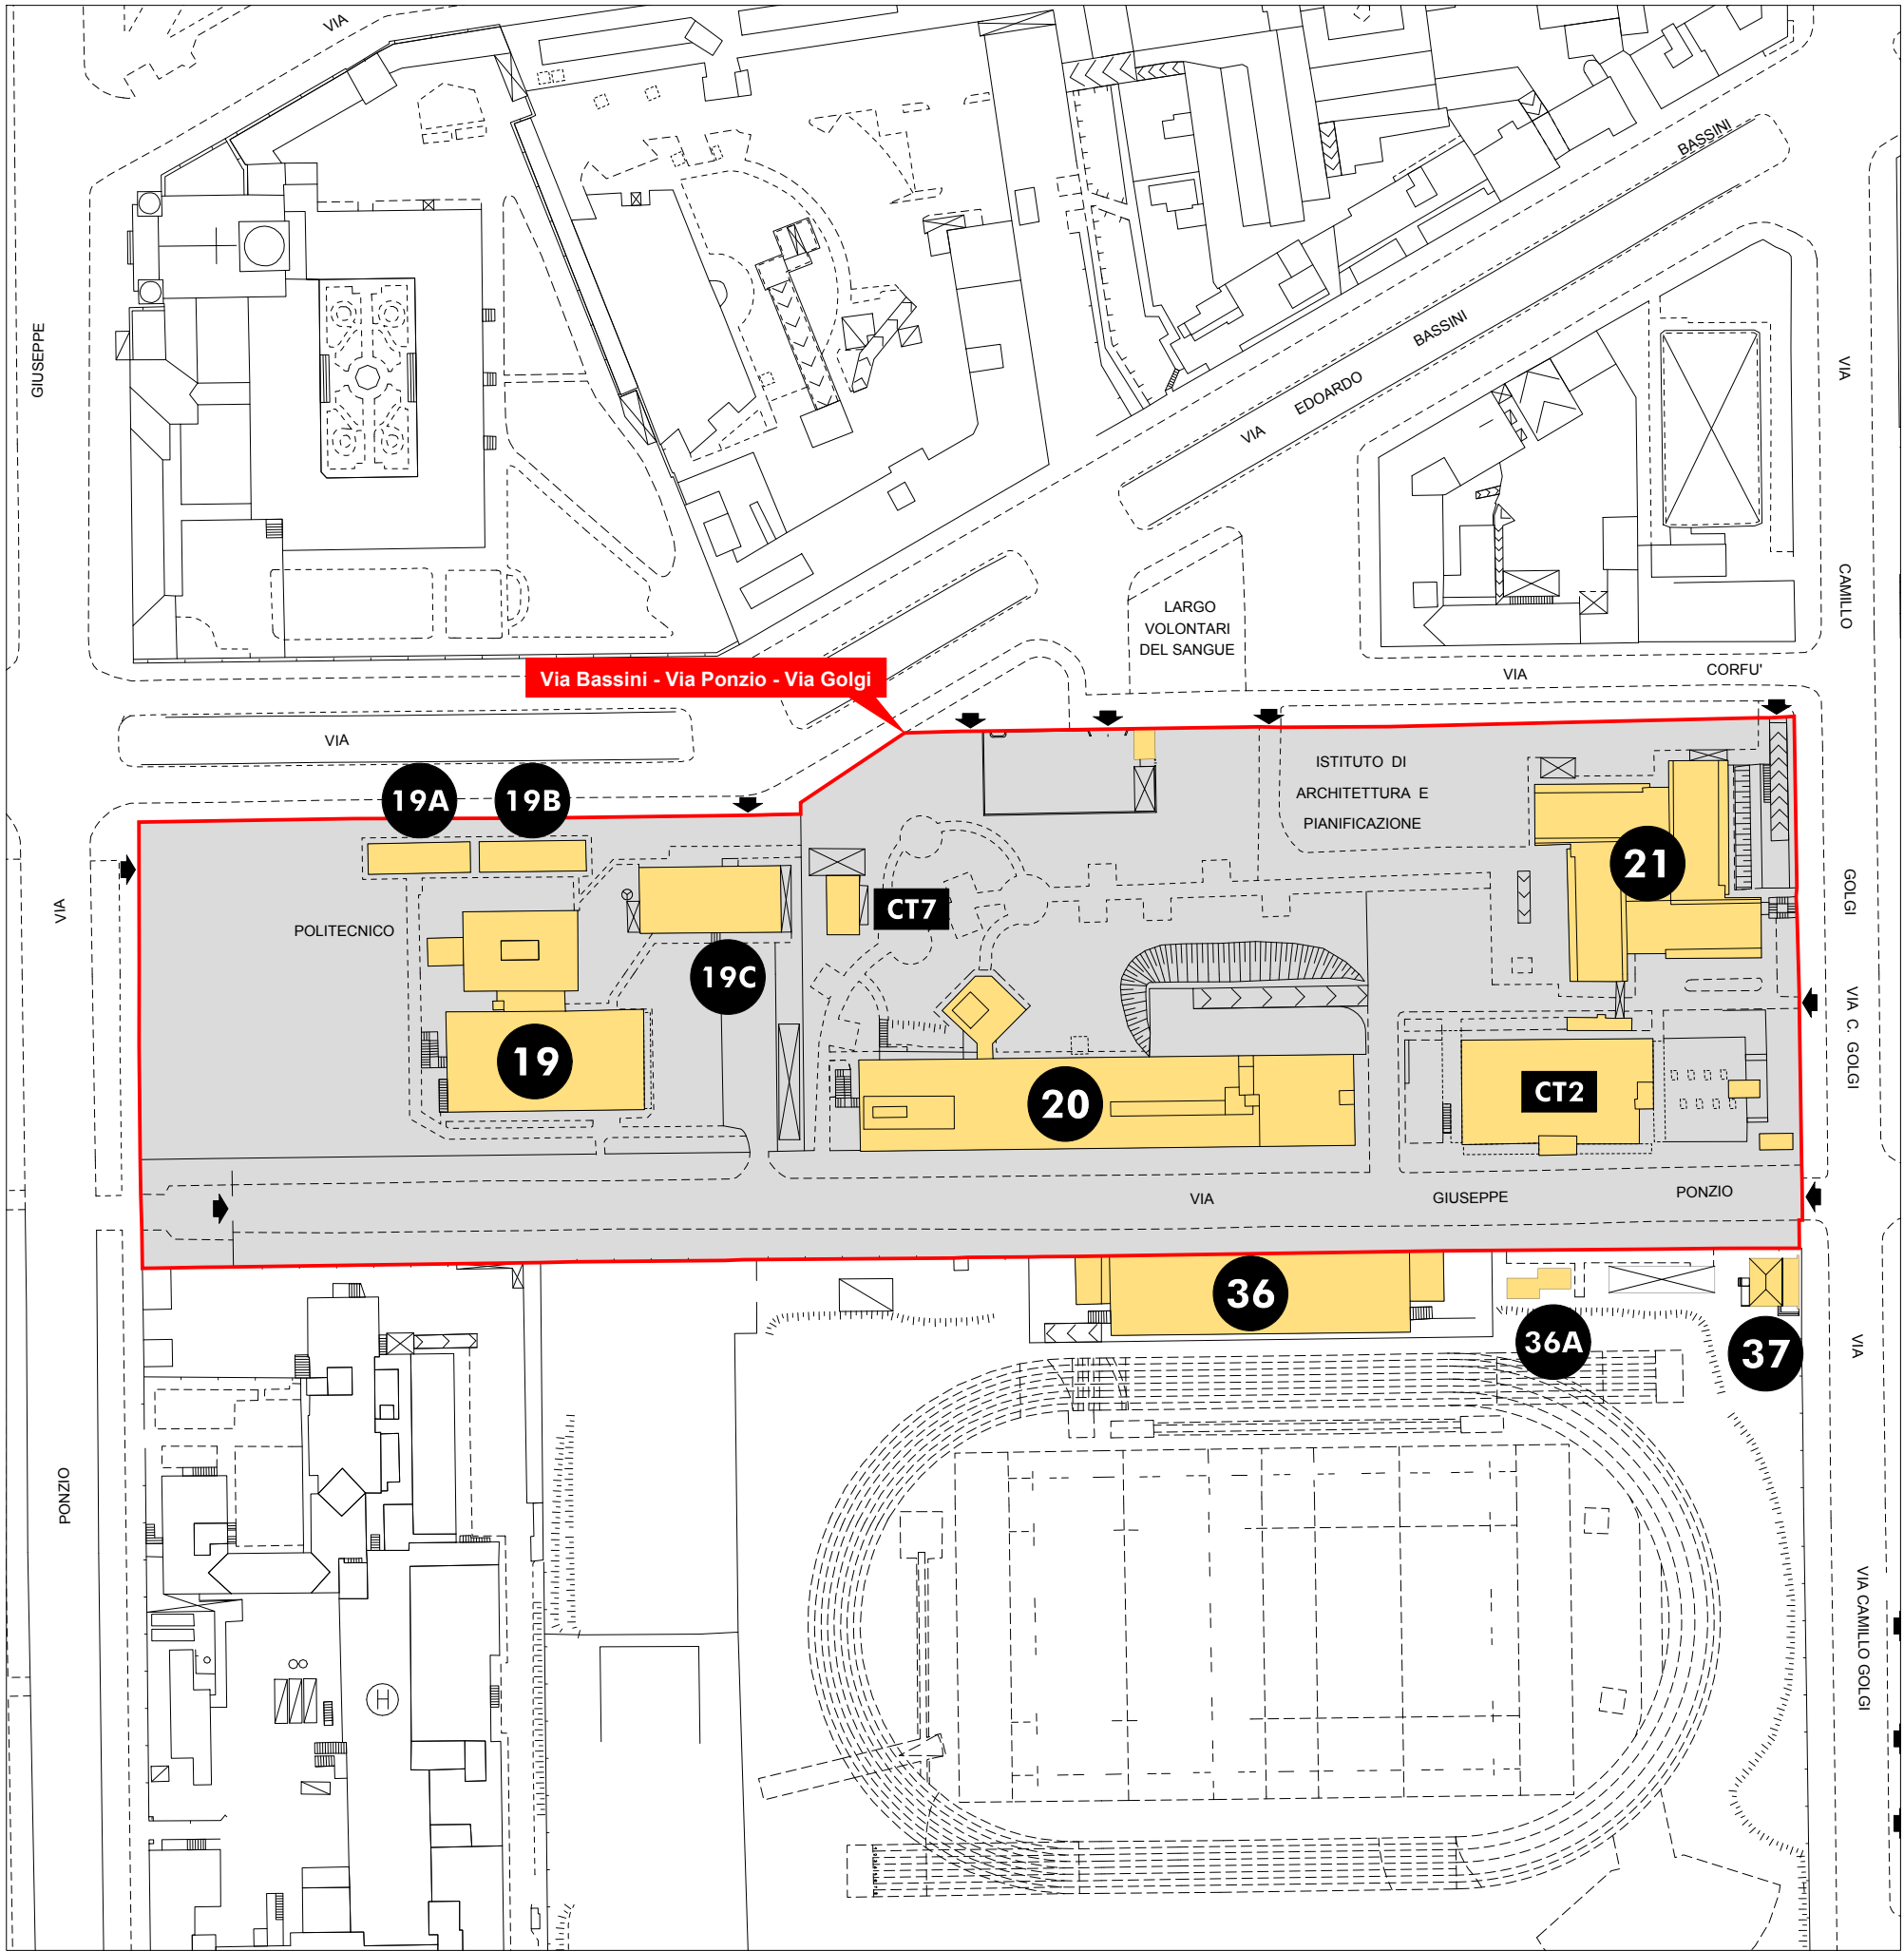 VIA
BASSINI
BASSINI
EDOARDO
VIA
GIUSEPPE
VIA
CAMILLO
LARGO
VOLONTARI
DEL SANGUE
VIA
CORFU'
Via Bassini - Via Ponzio - Via Golgi
VIA
ISTITUTO DI
ARCHITETTURA E
PIANIFICAZIONE
19A
19B
21
GOLGI
VIA
CT7
POLITECNICO
19C
VIA C. GOLGI
19
20
CT2
VIA
GIUSEPPE
PONZIO
36
36A
37
VIA
PONZIO
VIA CAMILLO GOLGI
H